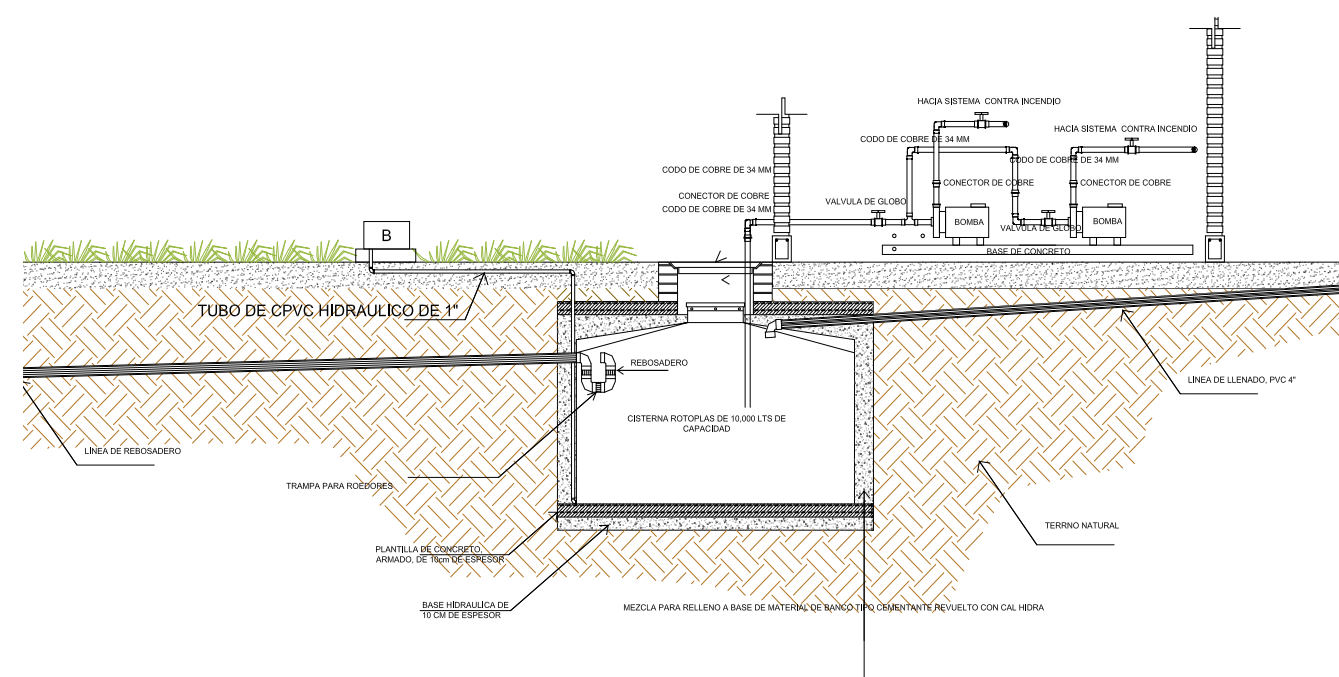 HACIA SISTEMA CONTRA INCENDIO
HACIA SISTEMA CONTRA INCENDIO
CODO DE COBRE DE 34 MM
CODO DE COBRE DE 34 MM
CODO DE COBRE DE 34 MM
CONECTOR DE COBRE
CONECTOR DE COBRE
CONECTOR DE COBRE
VALVULA DE GLOBO
CODO DE COBRE DE 34 MM
BOMBA
BOMBA
VALVULA DE GLOBO
B
BASE DE CONCRETO
TUBO DE CPVC HIDRAULICO DE 1"
REBOSADERO
LÍNEA DE LLENADO, PVC 4"
CISTERNA ROTOPLAS DE 10,000 LTS DE
CAPACIDAD
LÍNEA DE REBOSADERO
TRAMPA PARA ROEDORES
TERRNO NATURAL
PLANTILLA DE CONCRETO,
ARMADO, DE 10cm DE ESPESOR
BASE HIDRAULÍCA DE
10 CM DE ESPESOR
MEZCLA PARA RELLENO A BASE DE MATERIAL DE BANCO TIPO CEMENTANTE REVUELTO CON CAL HIDRA